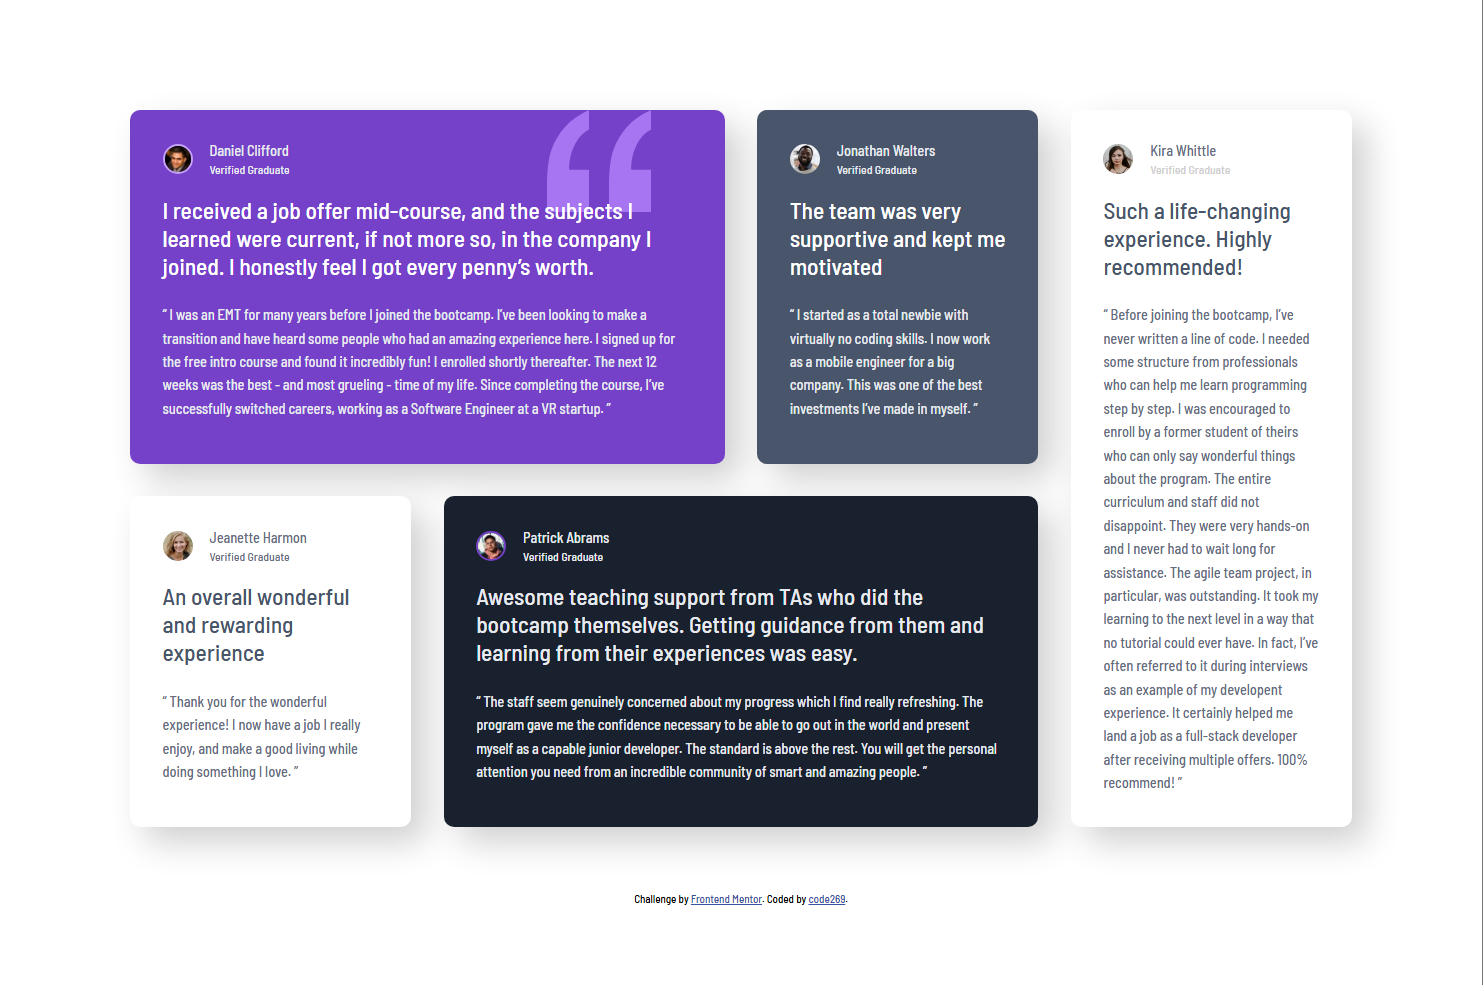 Daniel Clifford
Verified Graduate
I received a job offer mid-course, and the subjects I
learned were current, if not more so, in the company I
joined. I honestly feel I got every penny’s worth.
“ I was an EMT for many years before I joined the bootcamp. I’ve been looking to make a
transition and have heard some people who had an amazing experience here. I signed up for
the free intro course and found it incredibly fun! I enrolled shortly thereafter. The next 12
weeks was the best - and most grueling - time of my life. Since completing the course, I’ve
successfully switched careers, working as a Software Engineer at a VR startup. ”
Jonathan Walters
Verified Graduate
The team was very
supportive and kept me
motivated
“ I started as a total newbie with
virtually no coding skills. I now work
as a mobile engineer for a big
company. This was one of the best
investments I’ve made in myself. ”
Kira Whittle
Verified Graduate
Such a life-changing
experience. Highly
recommended!
“ Before joining the bootcamp, I’ve
never written a line of code. I needed
some structure from professionals
who can help me learn programming
step by step. I was encouraged to
enroll by a former student of theirs
who can only say wonderful things
about the program. The entire
curriculum and staff did not
disappoint. They were very hands-on
and I never had to wait long for
assistance. The agile team project, in
particular, was outstanding. It took my
learning to the next level in a way that
no tutorial could ever have. In fact, I’ve
often referred to it during interviews
as an example of my developent
experience. It certainly helped me
land a job as a full-stack developer
after receiving multiple offers. 100%
recommend! ”
Jeanette Harmon
Verified Graduate
An overall wonderful
and rewarding
experience
“ Thank you for the wonderful
experience! I now have a job I really
enjoy, and make a good living while
doing something I love. ”
Patrick Abrams
Verified Graduate
Awesome teaching support from TAs who did the
bootcamp themselves. Getting guidance from them and
learning from their experiences was easy.
“ The staff seem genuinely concerned about my progress which I find really refreshing. The
program gave me the confidence necessary to be able to go out in the world and present
myself as a capable junior developer. The standard is above the rest. You will get the personal
attention you need from an incredible community of smart and amazing people. ”
Challenge by Frontend Mentor. Coded by code269.